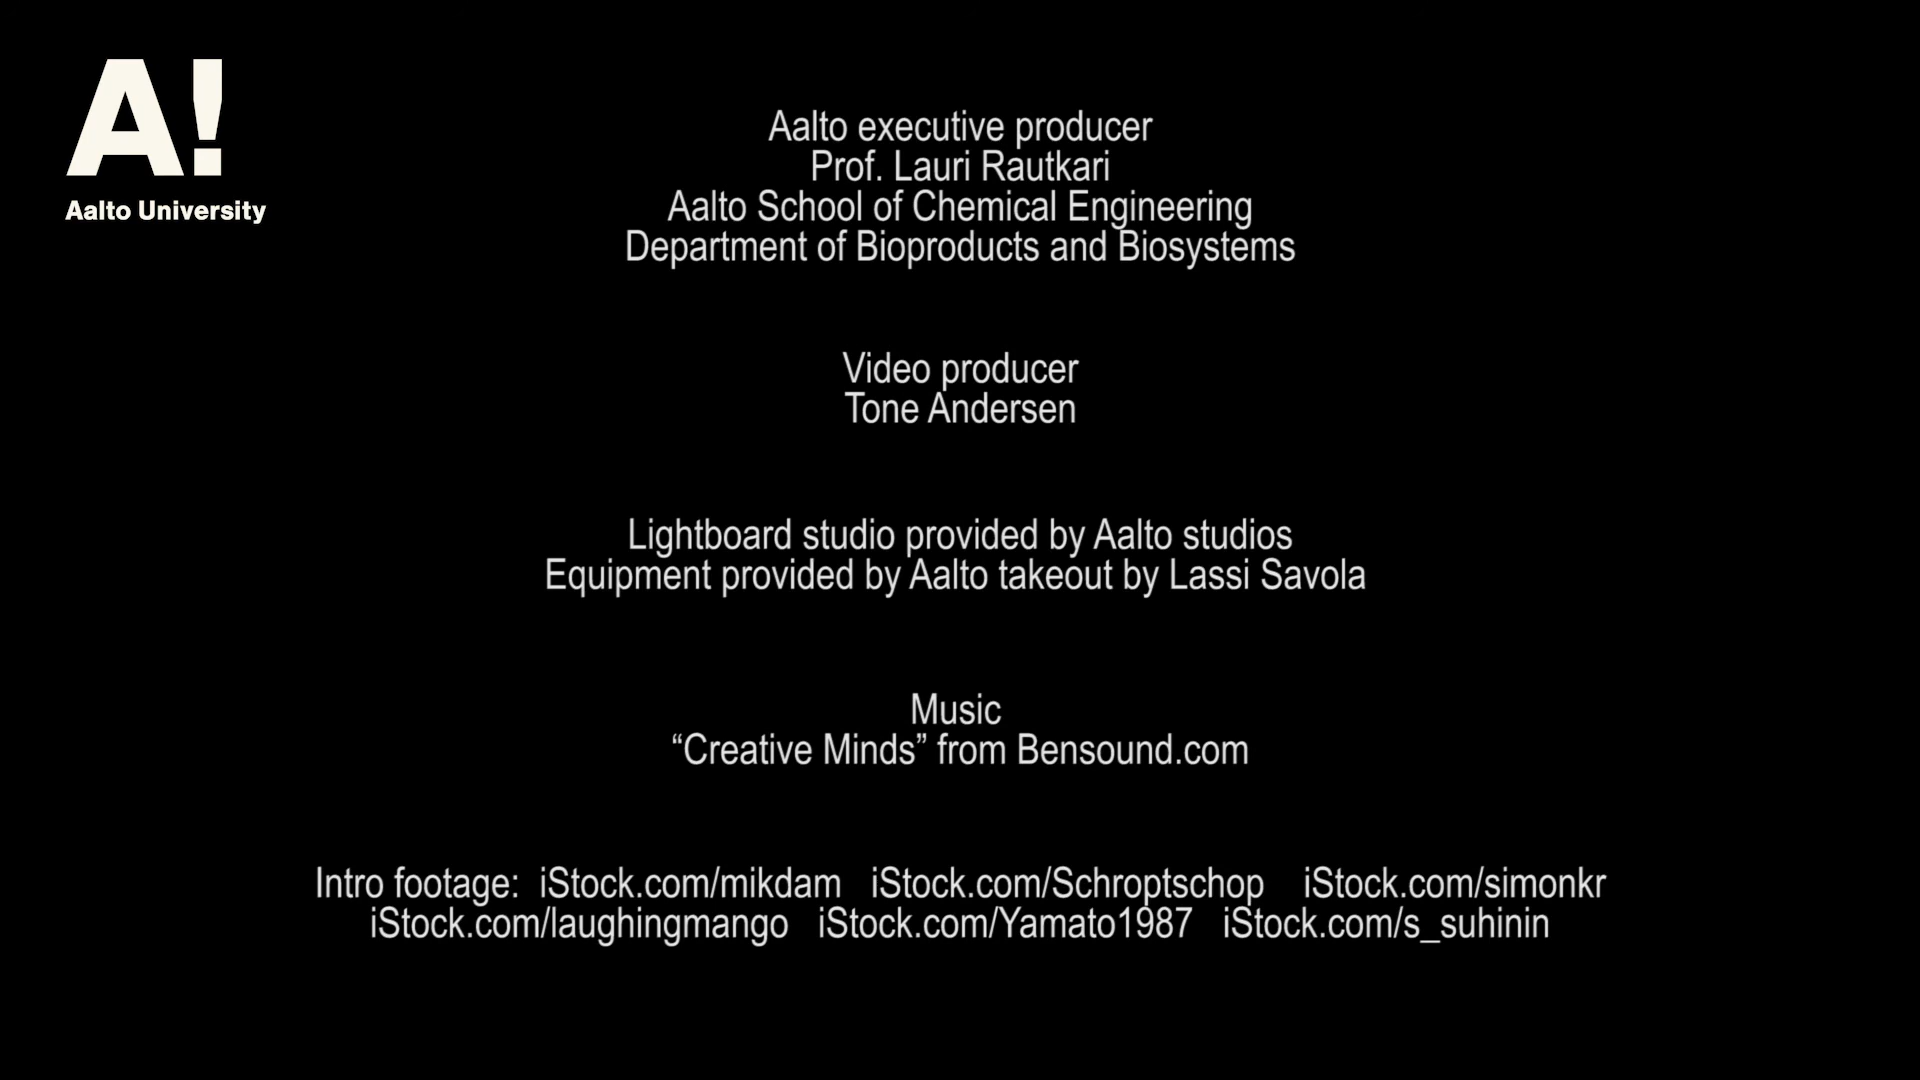 A!
Aalto University
Aalto executive producer
Prof. Lauri Rautkari
Aalto School of Chemical Engineering
Department of Bioproducts and Biosystems
Video producer
Tone Andersen
Lightboard studio provided by Aalto studios
Equipment provided by Aalto takeout by Lassi Savola
Music
“Creative Minds” from Bensound.com
Intro footage: iStock.com/mikdam iStock.com/Schroptschop iStock.com/simonkr
iStock.com/laughingmango iStock.com/Yamato1987 iStock.com/s_suhinin